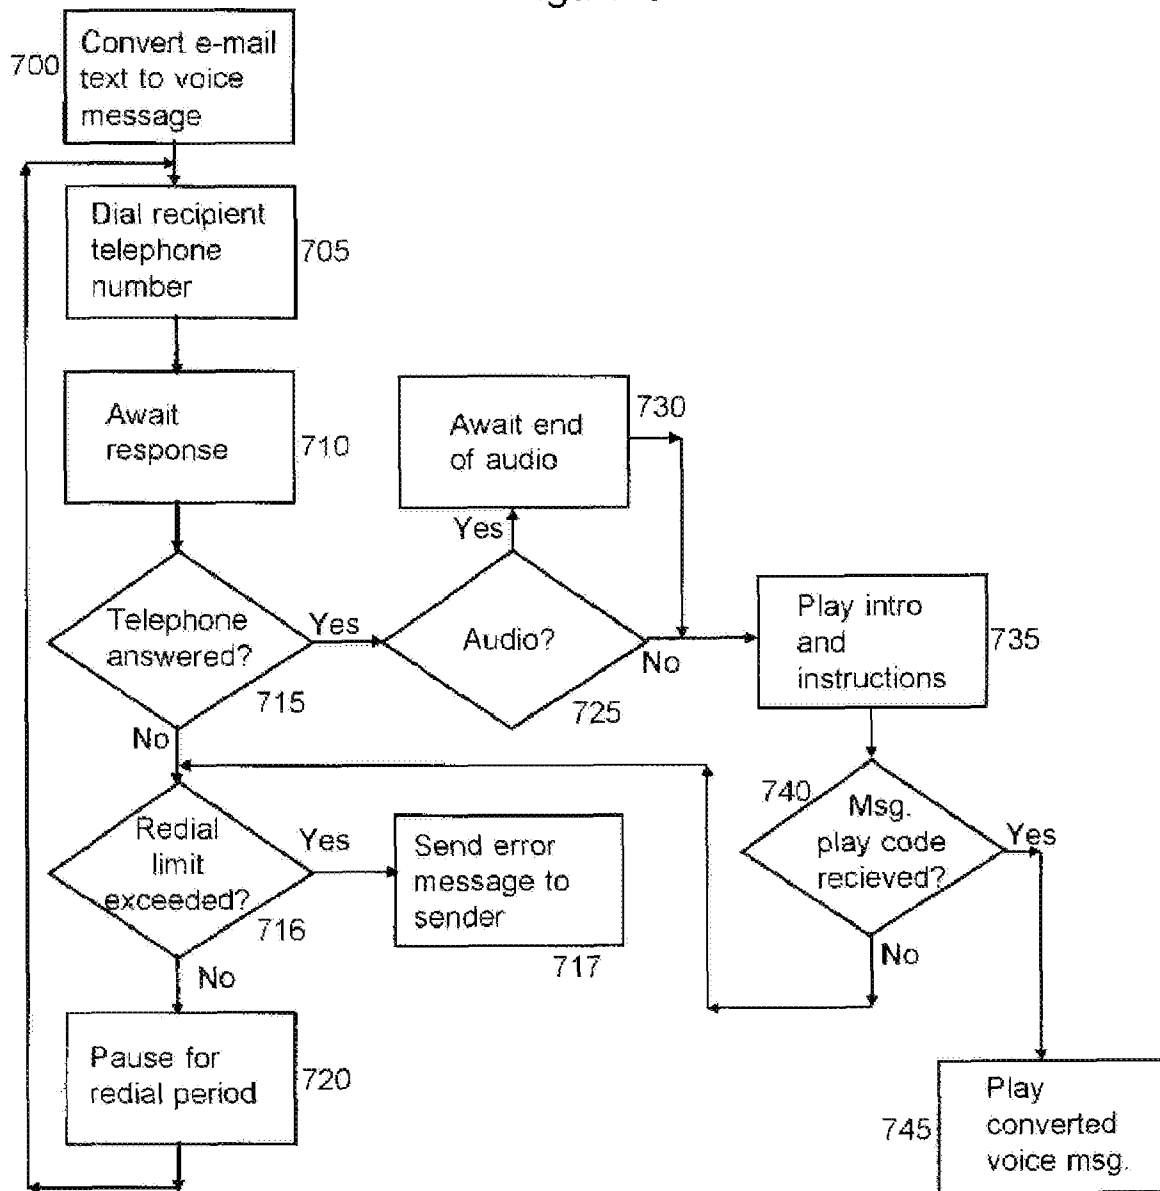 700
Convert e-mail
text to voice
message
Dial recipient
telephone
number
705
Await
response
710
Await end
of audio
730
Yes
Telephone
answered?
Yes
715
Audio?
No
725
Play intro
and
instructions
735
No
740
Msg.
play code
recieved?
Yes
No
Redial
limit
exceeded?
Yes
716
Send error
message to
sender
717
No
Pause for
redial period
720
745
Play
converted
voice msg.